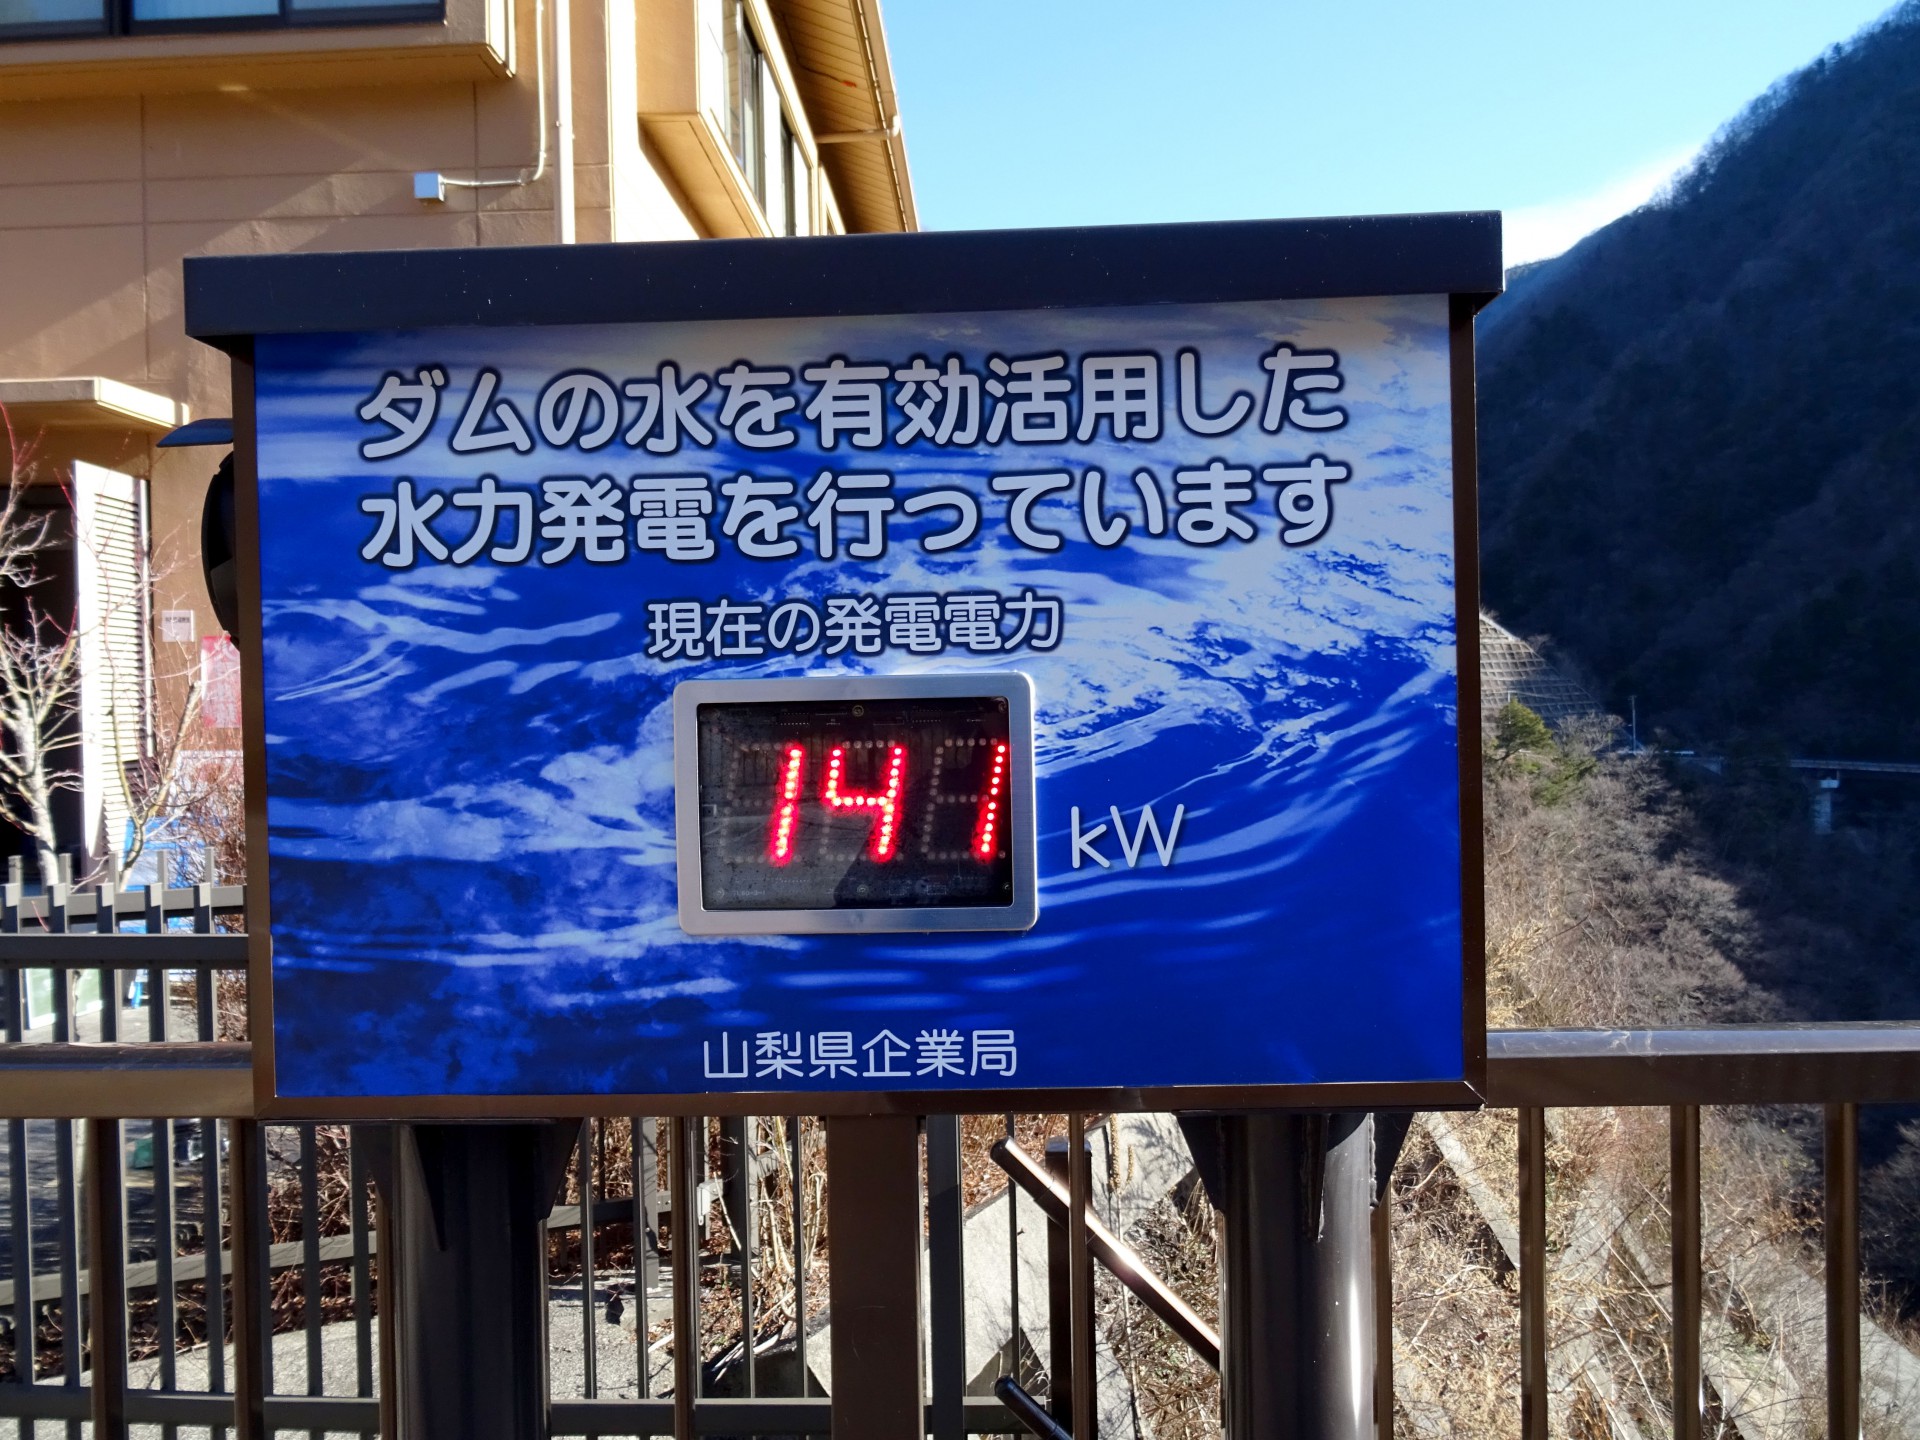 ダムの水を有効活用した
水力発電を行っています
現在の発電電力
141 kW
山梨県企業局